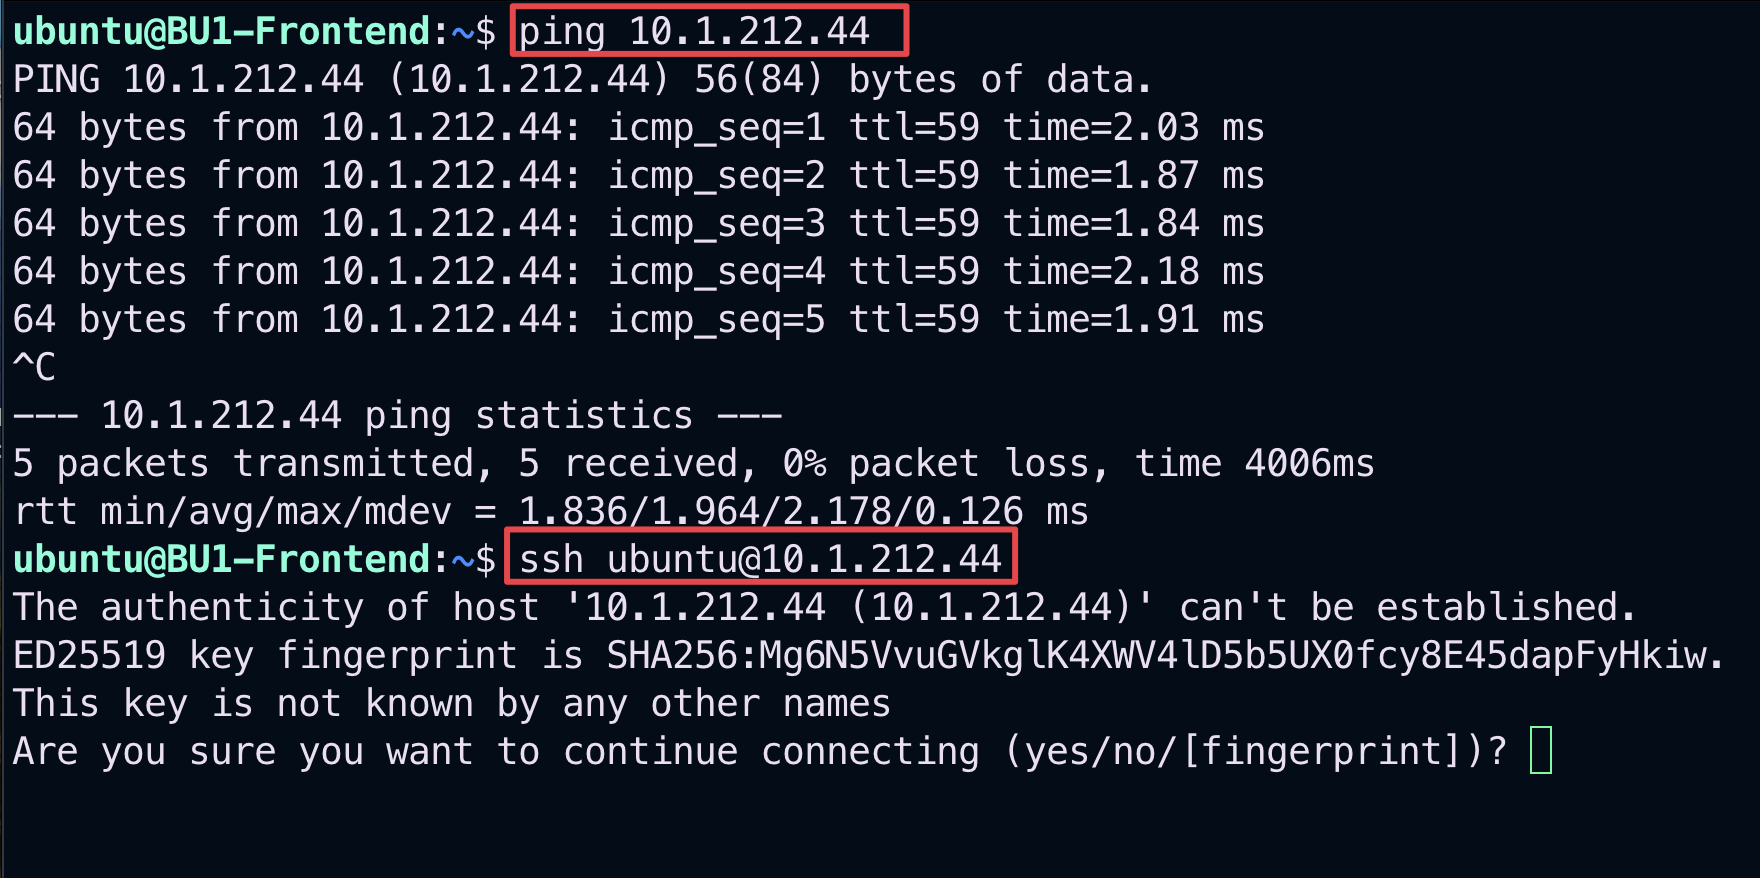 ubuntu@BU1-Frontend:~$ ping 10.1.212.44
PING 10.1.212.44 (10.1.212.44) 56(84) bytes of data.
64 bytes from 10.1.212.44: icmp_seq=1 ttl=59 time=2.03 ms
64 bytes from 10.1.212.44: icmp_seq=2 ttl=59 time=1.87 ms
64 bytes from 10.1.212.44: icmp_seq=3 ttl=59 time=1.84 ms
64 bytes from 10.1.212.44: icmp_seq=4 ttl=59 time=2.18 ms
64 bytes from 10.1.212.44: icmp_seq=5 ttl=59 time=1.91 ms
^C
--- 10.1.212.44 ping statistics ---
5 packets transmitted, 5 received, 0% packet loss, time 4006ms
rtt min/avg/max/mdev = 1.836/1.964/2.178/0.126 ms
ubuntu@BU1-Frontend:~$ ssh ubuntu@10.1.212.44
The authenticity of host '10.1.212.44 (10.1.212.44)' can't be established.
ED25519 key fingerprint is SHA256:Mg6N5VvuGVkglK4XWV4lD5b5UX0fcy8E45dapFyHkiw.
This key is not known by any other names
Are you sure you want to continue connecting (yes/no/[fingerprint])?